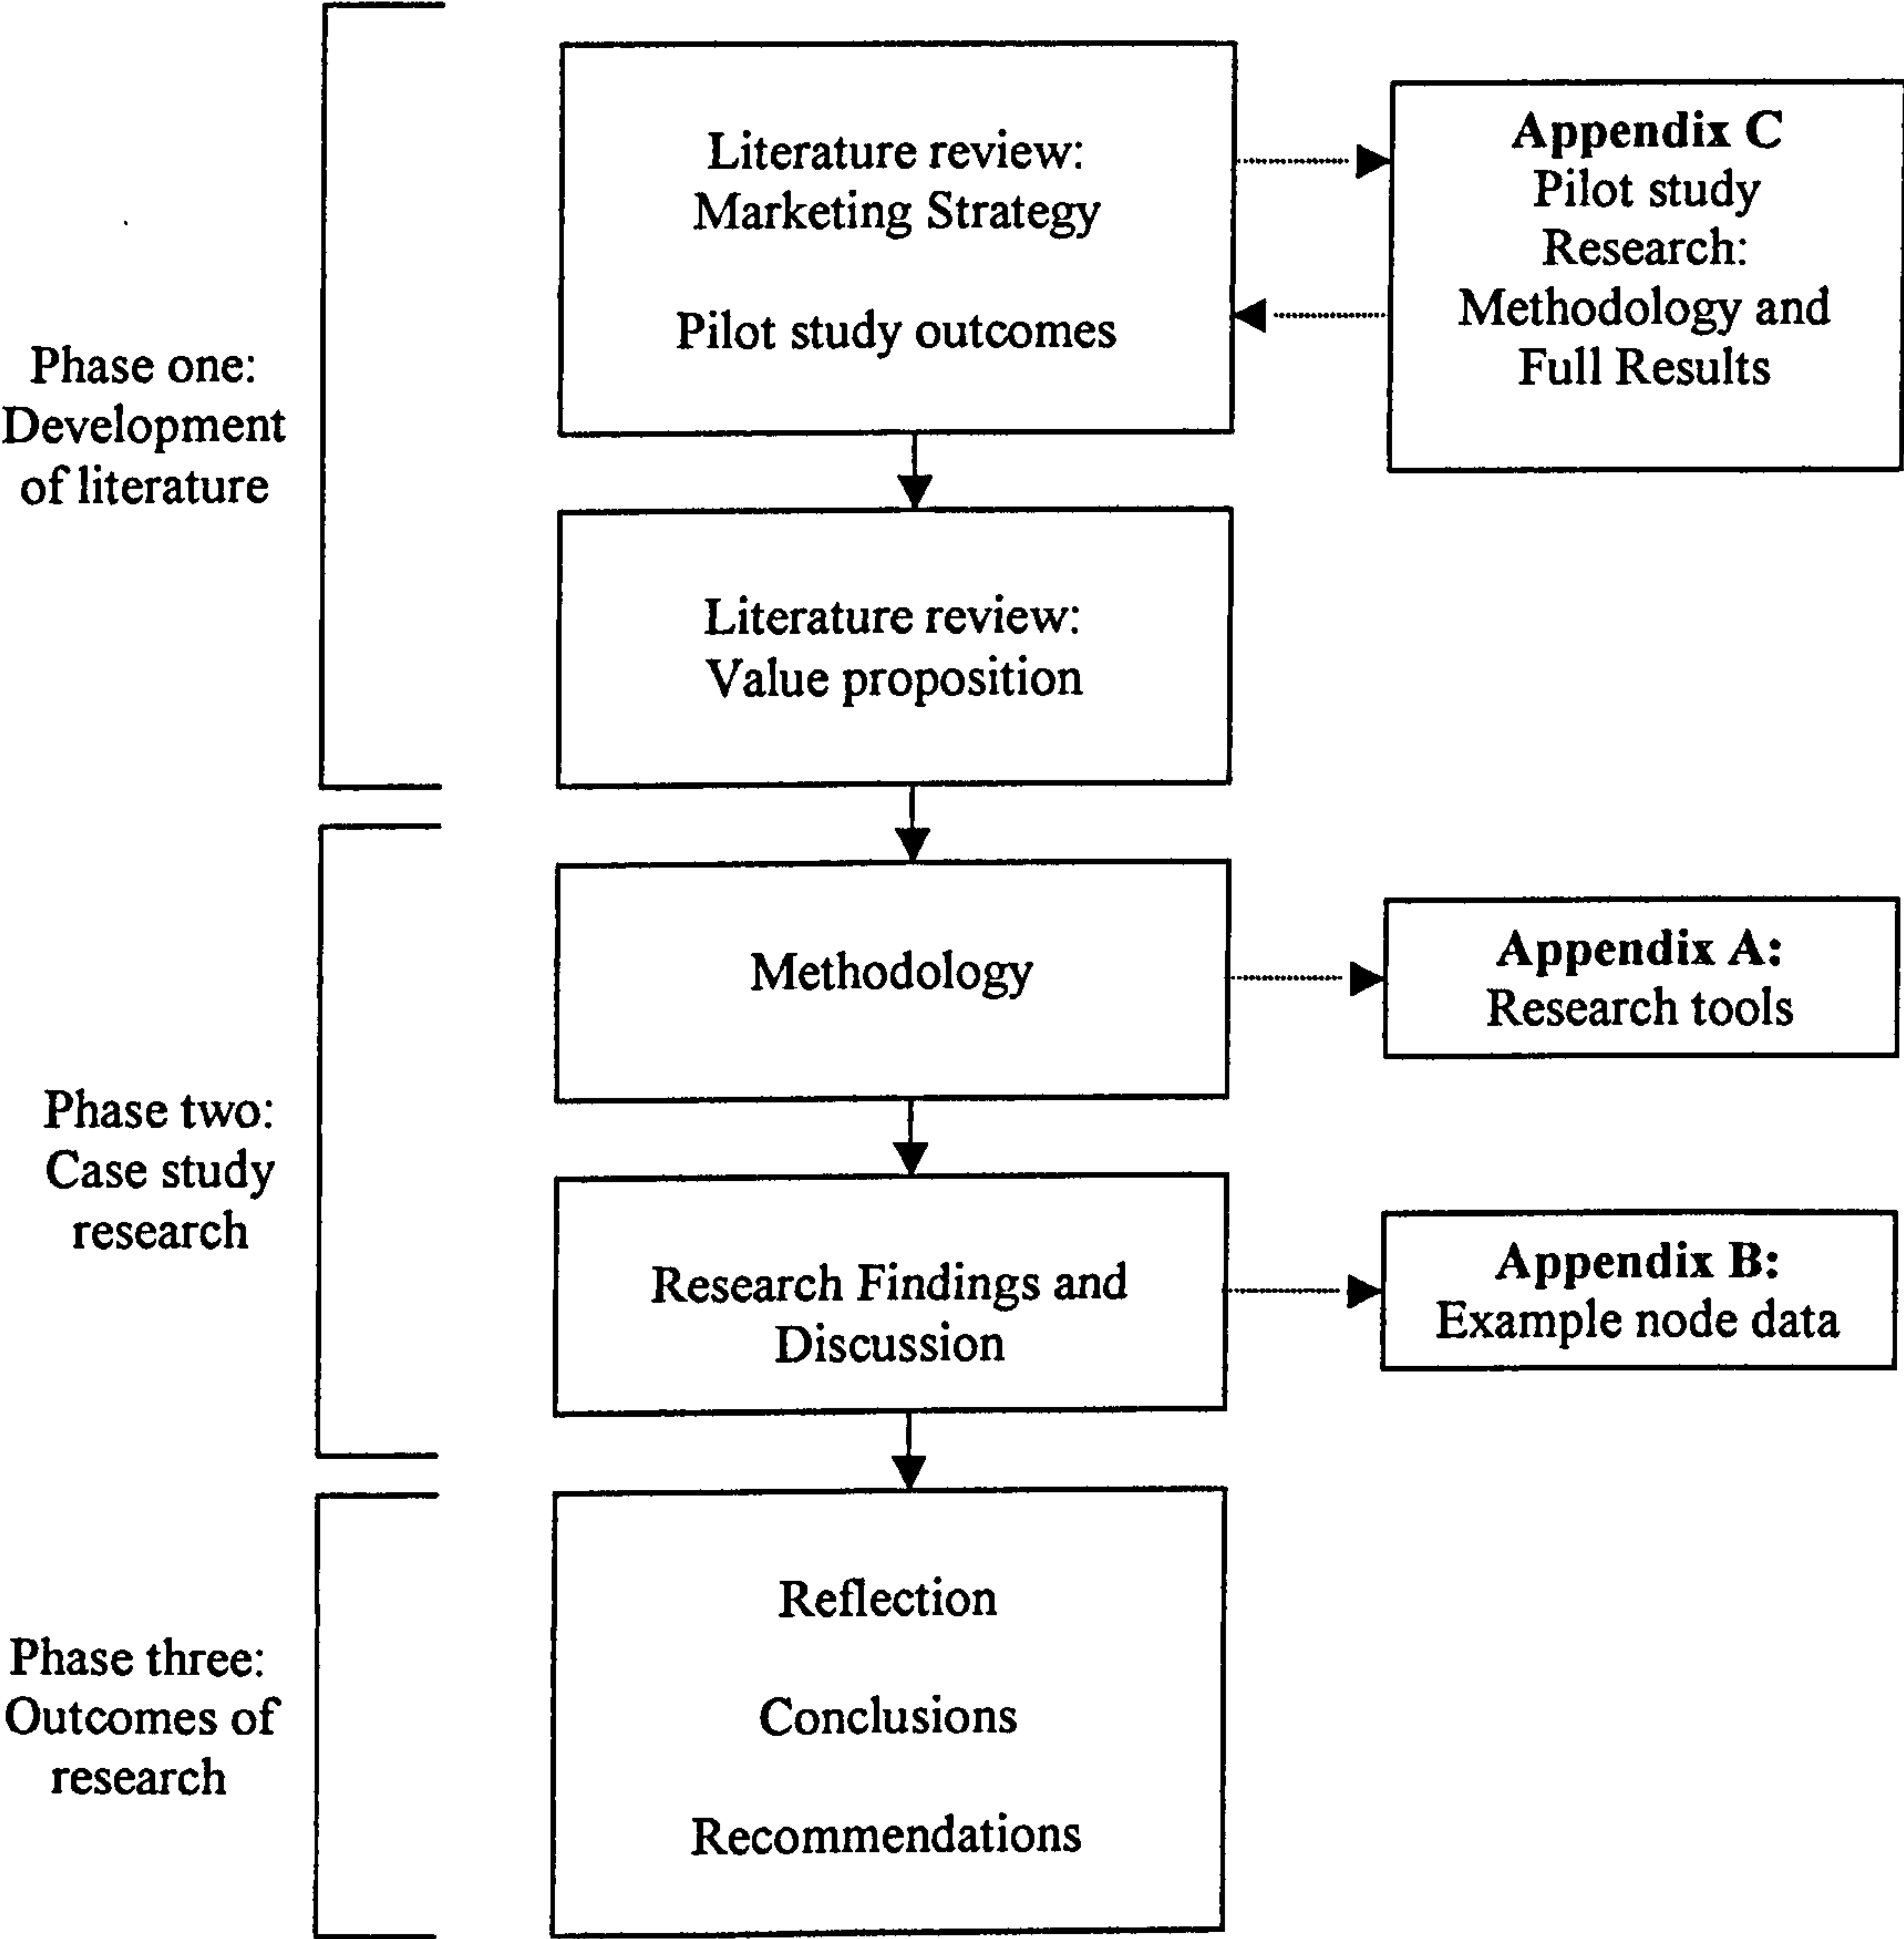 Phase one:
Development
of literature
Literature review:
Marketing Strategy
Pilot study outcomes
Appendix C
Pilot study
Research:
Methodology and
Full Results
Literature review:
Value proposition
Phase two:
Case study
research
Methodology
Appendix A:
Research tools
Research Findings and
Discussion
Appendix B:
Example node data
Phase three:
Outcomes of
research
Reflection
Conclusions
Recommendations